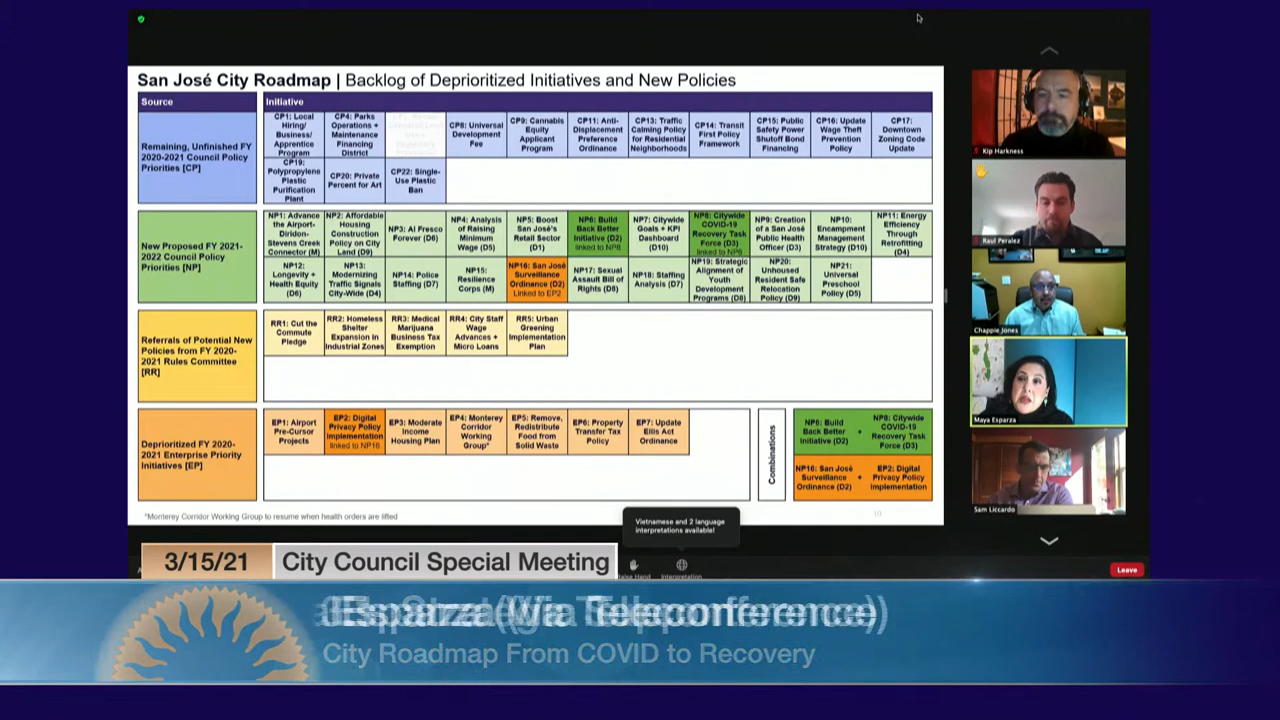 San José City Roadmap | Backlog of Deprioritized Initiatives and New Policies
Source
Initiative
Remaining, Unfinished FY
2020-2021 Council Policy
Priorities [CP]
CP1: Local
Hiring/
Business/
Apprentice
Program
CP4: Parks
Operations +
Maintenance
Financing
District
CP8: Universal
Development
Fee
CP9: Cannabis
Equity
Applicant
Program
CP11: Anti-
Displacement
Preference
Ordinance
CP13: Traffic
Calming Policy
for Residential
Neighborhoods
CP14: Transit
First Policy
Framework
CP15: Public
Safety Power
Shutoff Bond
Financing
CP16: Update
Wage Theft
Prevention
Policy
CP17:
Downtown
Zoning Code
Update
CP19:
Polypropylene
Plastic
Purification
Plant
CP20: Private
Percent for Art
CP22: Single-
Use Plastic
Ban
New Proposed FY 2021-
2022 Council Policy
Priorities [NP]
NP1: Advance
the Airport-
Diridon-
Stevens Creek
Connector (M)
NP2: Affordable
Housing
Construction
Policy on City
Land (D9)
NP3: Al Fresco
Forever (D6)
NP4: Analysis
of Raising
Minimum
Wage (D5)
NP5: Boost
San José's
Retail Sector
(D1)
NP6: Build
Back Better
Initiative (D2)
linked to NP8
NP7: Citywide
Goals + KPI
Dashboard
(D10)
NP8: Citywide
COVID-19
Recovery Task
Force (D3)
linked to NP6
NP9: Creation
of a San José
Public Health
Officer (D3)
NP10:
Encampment
Management
Strategy (D10)
NP11: Energy
Efficiency
Through
Retrofitting
(D4)
NP12:
Longevity +
Health Equity
(D6)
NP13:
Modernizing
Traffic Signals
City-Wide (D4)
NP14: Police
Staffing (D7)
NP15:
Resilience
Corps (M)
NP16: San José
Surveillance
Ordinance (D2)
Linked to EP2
NP17: Sexual
Assault Bill of
Rights (D8)
NP18: Staffing
Analysis (D7)
NP19: Strategic
Alignment of
Youth
Development
Programs (D8)
NP20:
Unhoused
Resident Safe
Relocation
Policy (D9)
NP21:
Universal
Preschool
Policy (D5)
Referrals of Potential New
Policies from FY 2020-
2021 Rules Committee
[RR]
RR1: Cut the
Commute
Pledge
RR2: Homeless
Shelter
Expansion in
Industrial Zones
RR3: Medical
Marijuana
Business Tax
Exemption
RR4: City Staff
Wage
Advances +
Micro Loans
RR5: Urban
Greening
Implementation
Plan
Deprioritized FY 2020-
2021 Enterprise Priority
Initiatives [EP]
EP1: Airport
Pre-Cursor
Projects
EP2: Digital
Privacy Policy
Implementation
linked to NP16
EP3: Moderate
Income
Housing Plan
EP4: Monterey
Corridor
Working
Group*
EP5: Remove,
Redistribute
Food from
Solid Waste
EP6: Property
Transfer Tax
Policy
EP7: Update
Ellis Act
Ordinance
Combinations
NP6: Build
Back Better
Initiative (D2)
+
NP8: Citywide
COVID-19
Recovery Task
Force (D3)
NP16: San José
Surveillance
Ordinance (D2)
+
EP2: Digital
Privacy Policy
Implementation
*Monterey Corridor Working Group to resume when health orders are lifted
10
Kip Harkness
Raul Peralez
Chappie Jones
Maya Esparza
Sam Liccardo
Vietnamese and 2 language
interpretations available!
Raise Hand
Interpretation
Leave
3/15/21
City Council Special Meeting
Esparza (Via Teleconference)
City Roadmap From COVID to Recovery